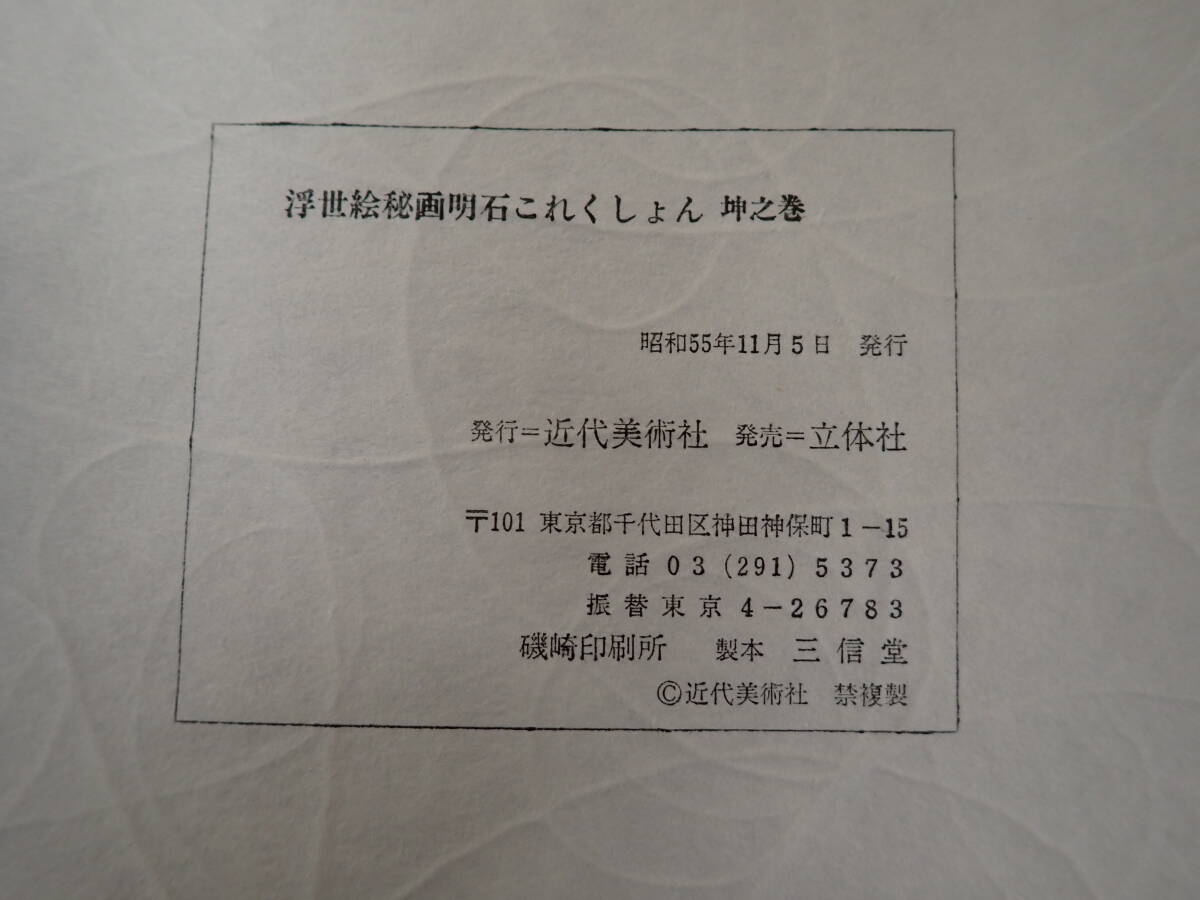 浮世絵秘画明石これくしょん 坤之巻
昭和55年11月5日 発行
発行=近代美術社 発売=立体社
〒101 東京都千代田区神田神保町1-15
電話 03 (291) 5373
振替東京 4-26783
磯崎印刷所 製本 三信堂
©近代美術社 禁複製